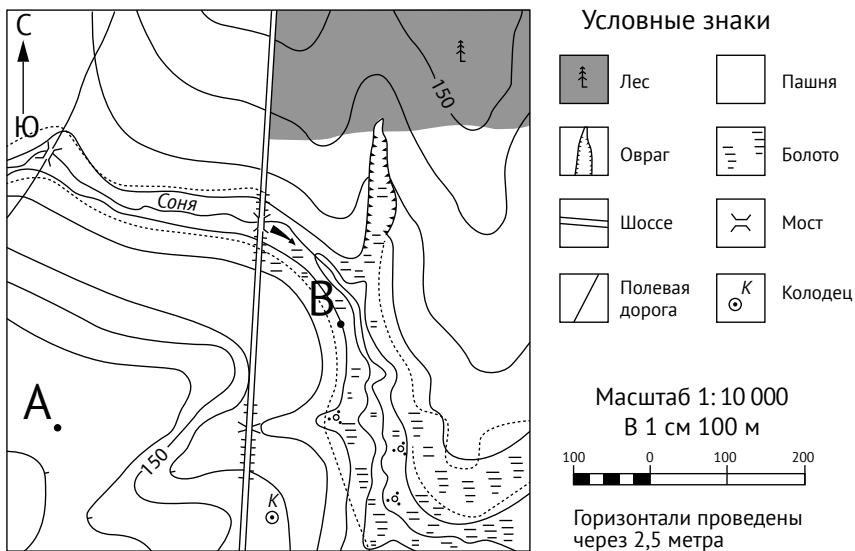 С
Ю
Соня
150
В
А
150
К
Условные знаки
Лес
Пашня
Овраг
Болото
Шоссе
Мост
Полевая
дорога
К
Колодец
Масштаб 1: 10 000
В 1 см 100 м
100 0 100 200
Горизонтали проведены
через 2,5 метра